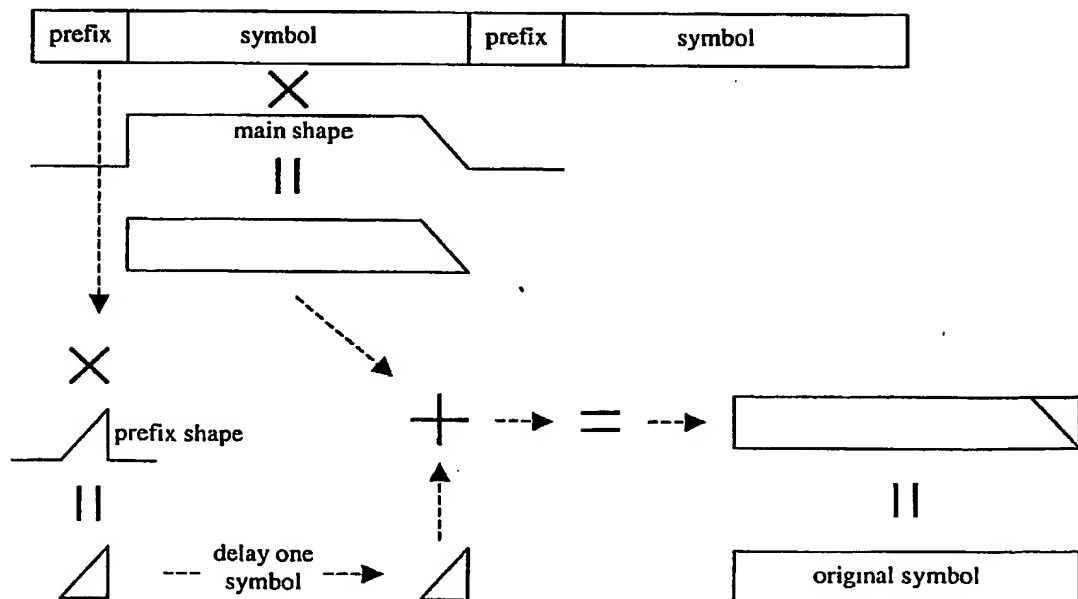 prefix
symbol
prefix
symbol
main shape
prefix shape
delay one
symbol
original symbol